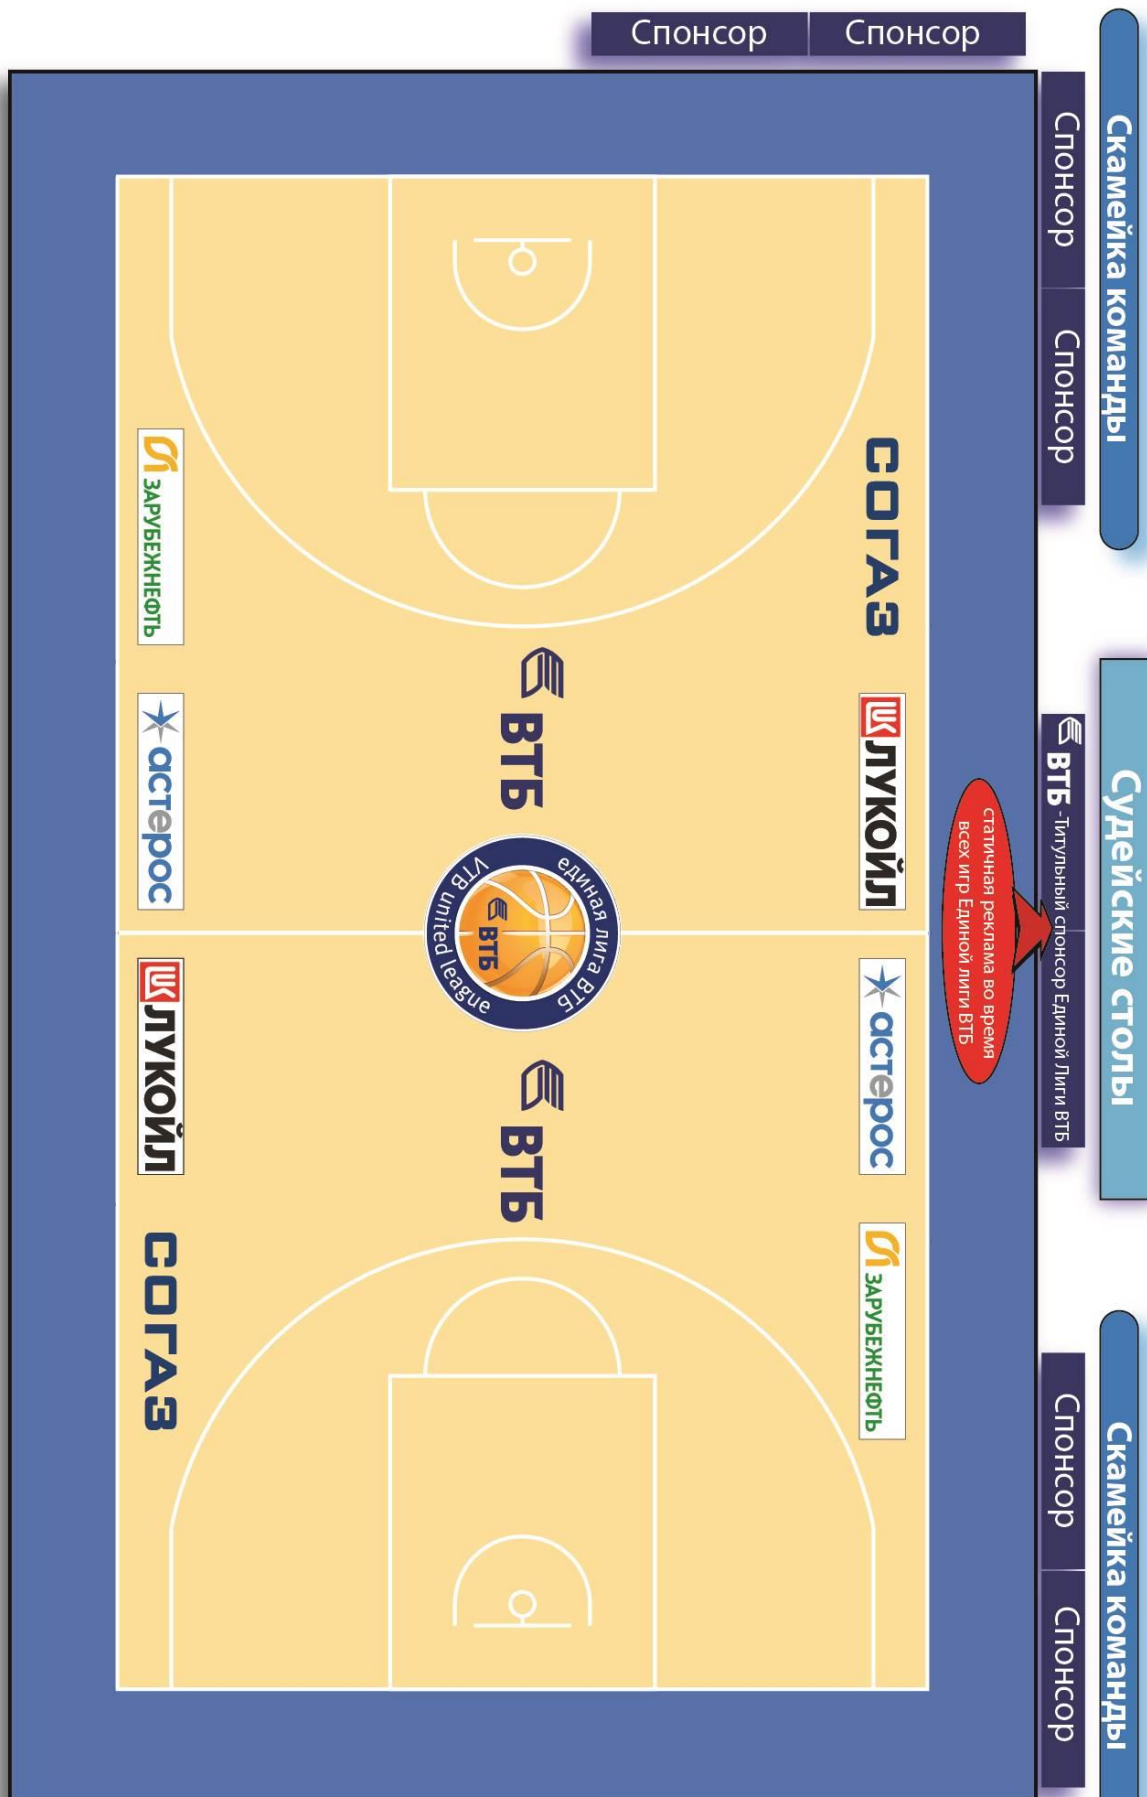 Спонсор
Спонсор
Скамейка команды
Судейские столы
Скамейка команды
Спонсор
Спонсор
ВТБ -Титульный спонсор Единой Лиги ВТБ
Спонсор
Спонсор
статичная реклама во время
всех игр Единой лиги ВТБ
СОГАЗ
ЛУКОЙЛ
астерос
ЗАРУБЕЖНЕФТЬ
ВТБ
единая лига ВТБ
ВТБ
VTB united league
ВТБ
ЗАРУБЕЖНЕФТЬ
астерос
ЛУКОЙЛ
СОГАЗ